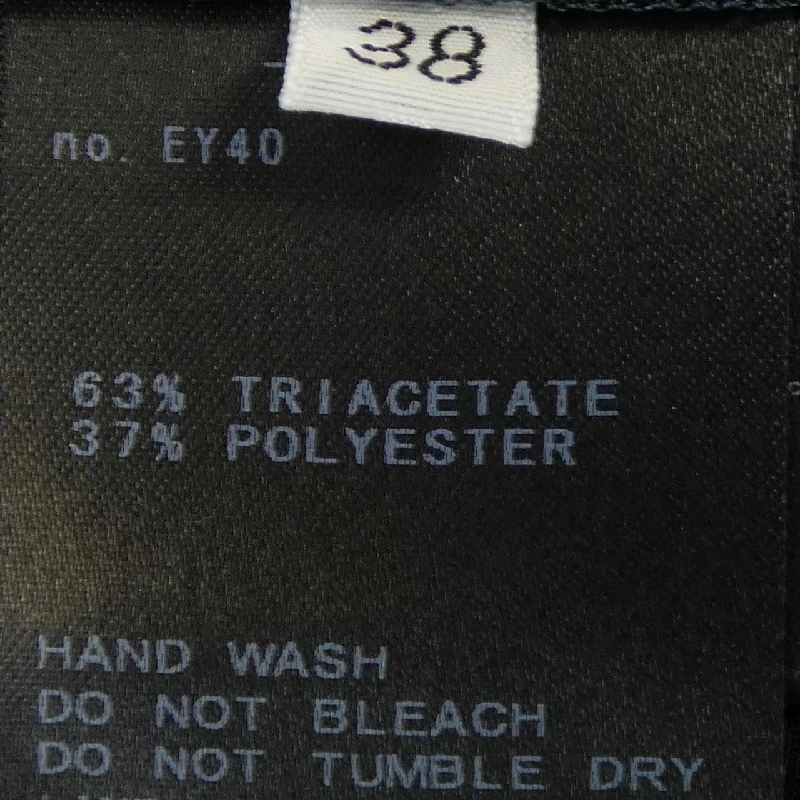 38
no. EY40
63% TRIACETATE
37% POLYESTER
HAND WASH
DO NOT BLEACH
DO NOT TUMBLE DRY